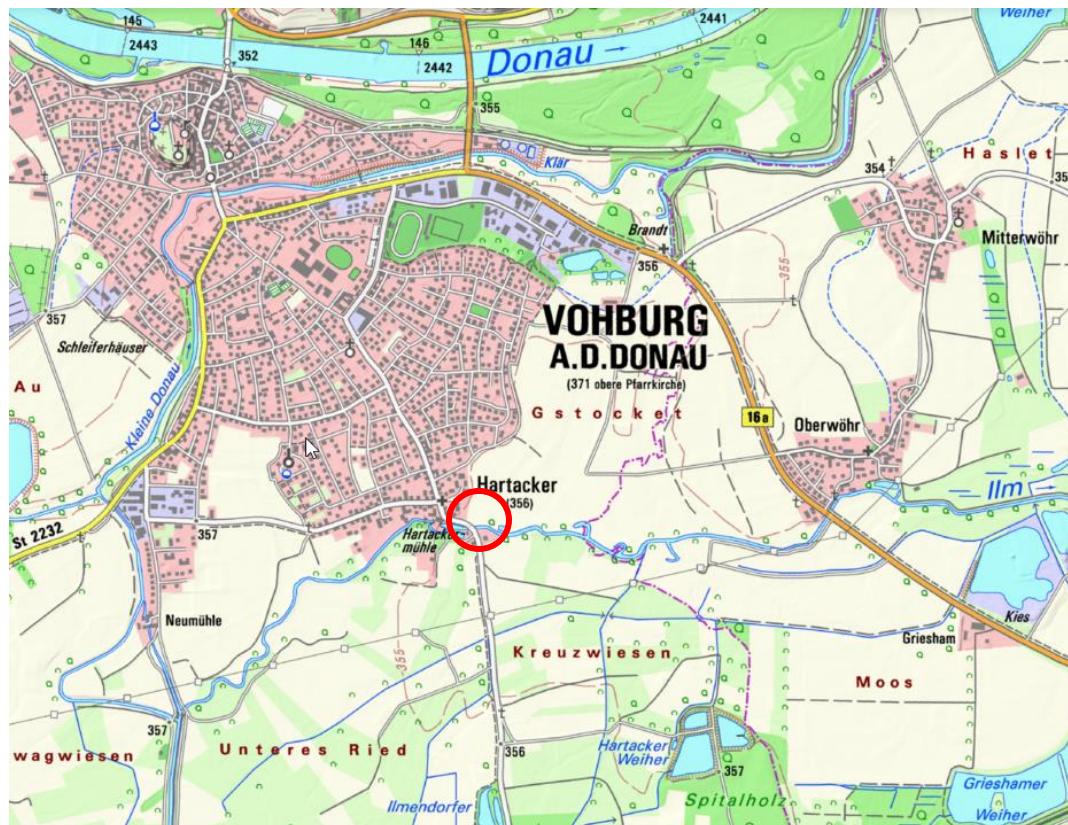 145
2443
352
146
2442
Donau
2441
Weiher
355
Klär
354
Haslet
Brandt
356
355
Mitterwöhr
357
Schleiferhäuser
VOHBURG
A.D.DONAU
(371 obere Pfarrkirche)
Au
Kleine Donau
Gstocket
16a
Oberwöhr
Hartacker
(356)
Ilm
St 2232
357
Hartacker-
mühle
Neumühle
Kies
Griesham
355
Kreuzwiesen
Moos
357
wagwiesen
Unteres Ried
356
Hartacker
Weiher
357
Ilmendorfer
Spitalholz
Grieshamer
Weiher